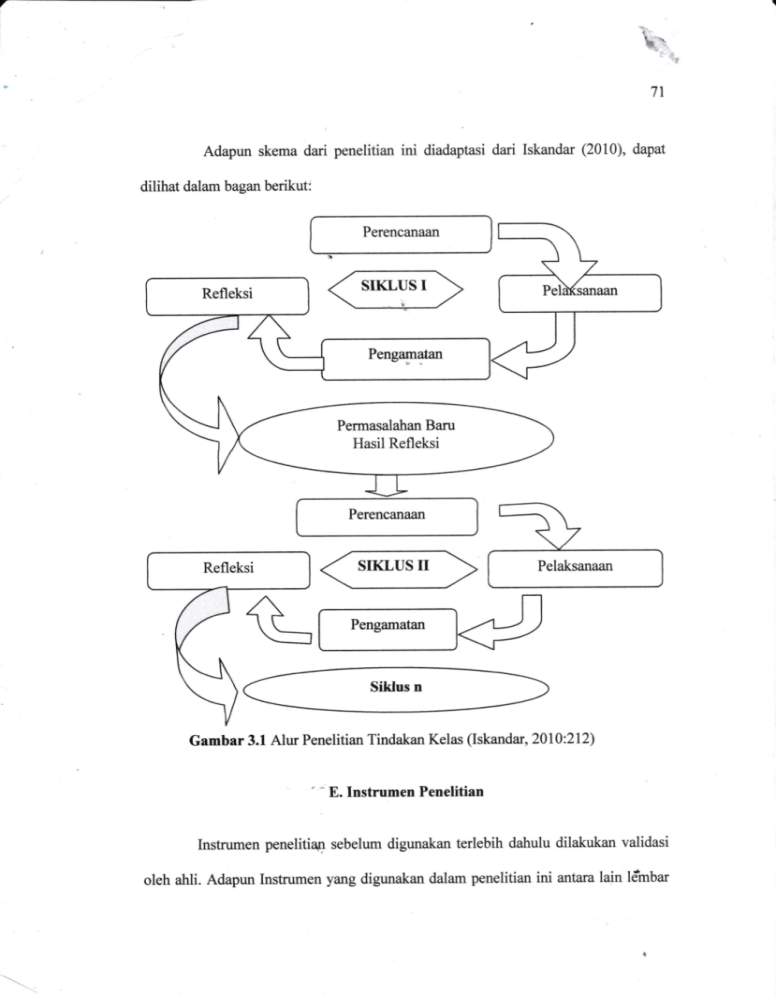 71
Adapun skema dari penelitian ini diadaptasi dari Iskandar (2010), dapat
dilihat dalam bagan berikut:
Perencanaan
Refleksi
SIKLUS I
Pelaksanaan
Pengamatan
Permasalahan Baru
Hasil Refleksi
Perencanaan
Refleksi
SIKLUS II
Pelaksanaan
Pengamatan
Siklus n
Gambar 3.1 Alur Penelitian Tindakan Kelas (Iskandar, 2010:212)
E. Instrumen Penelitian
Instrumen penelitian sebelum digunakan terlebih dahulu dilakukan validasi
oleh ahli. Adapun Instrumen yang digunakan dalam penelitian ini antara lain lembar